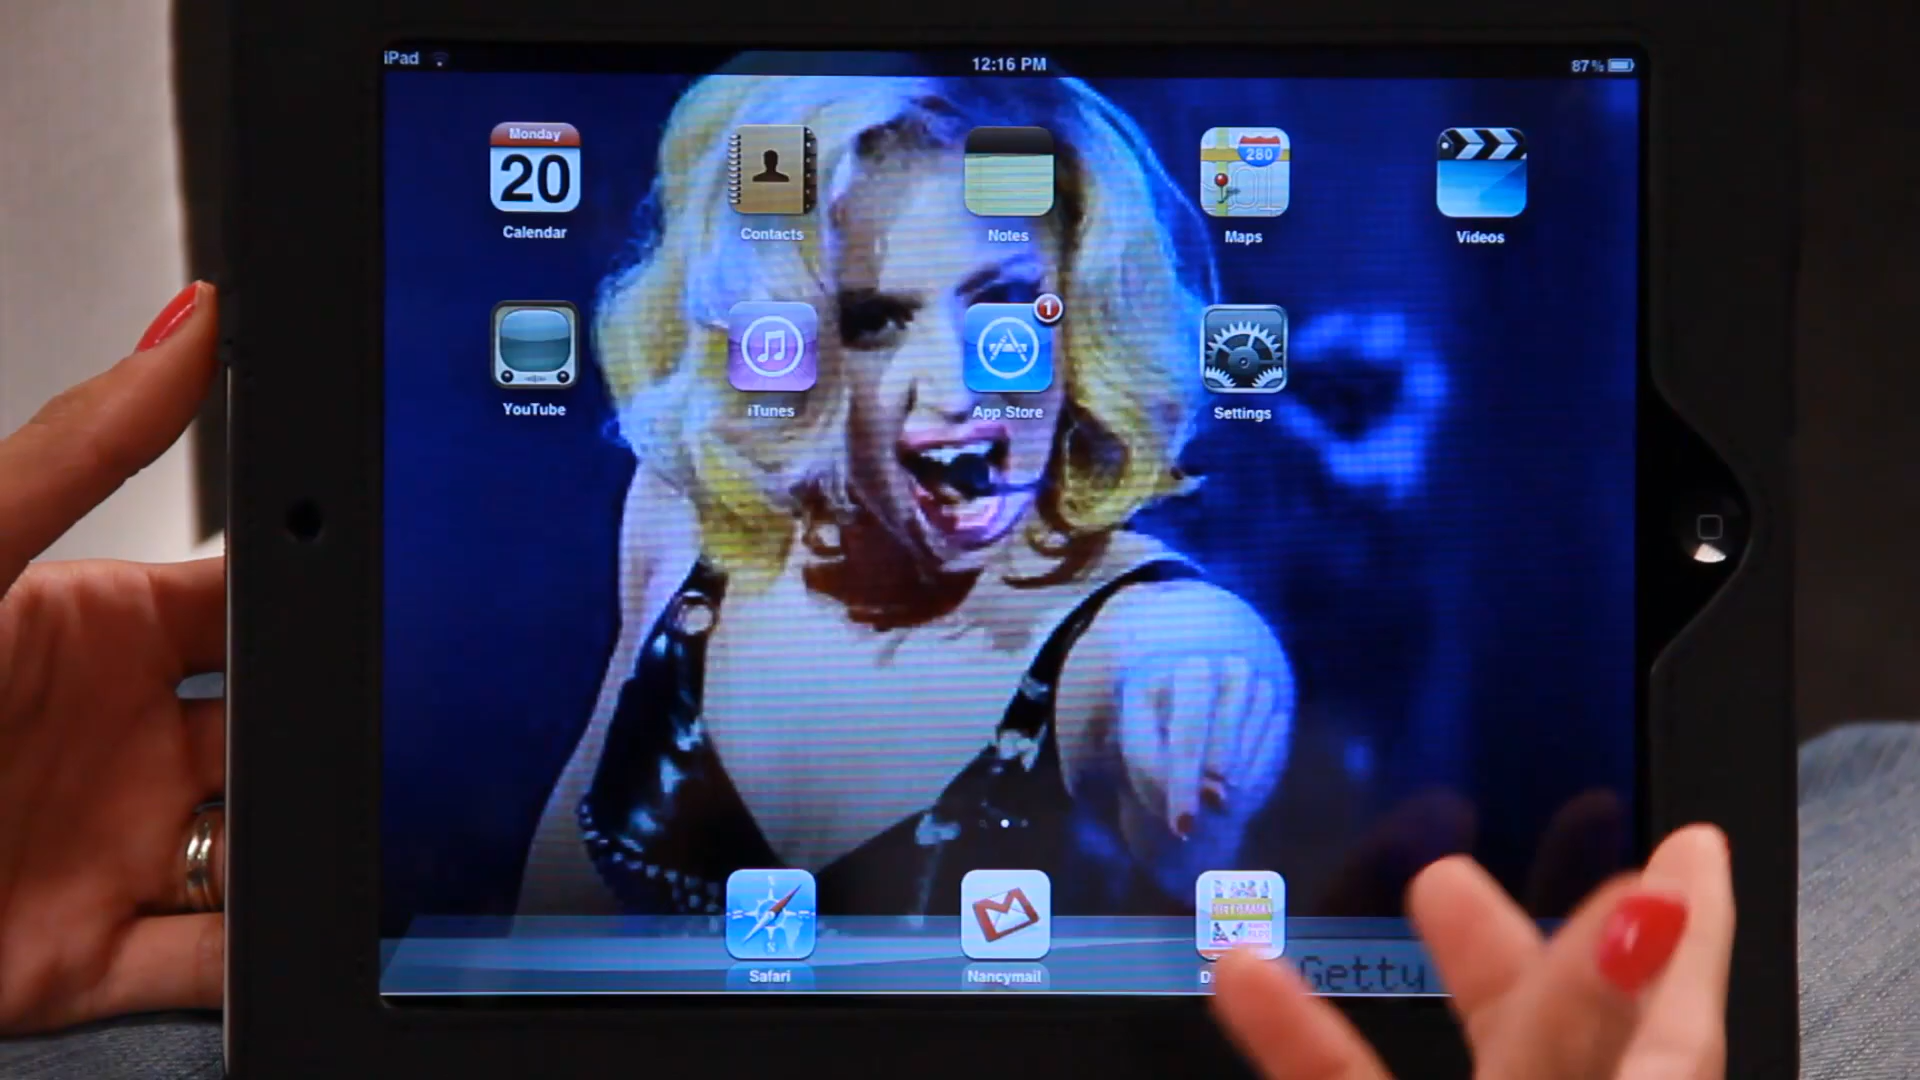 iPad
12:16 PM
87%
Monday
20
280
Calendar
Contacts
Notes
Maps
Videos
1
YouTube
iTunes
App Store
Settings
Safari
Nancymail
Getty